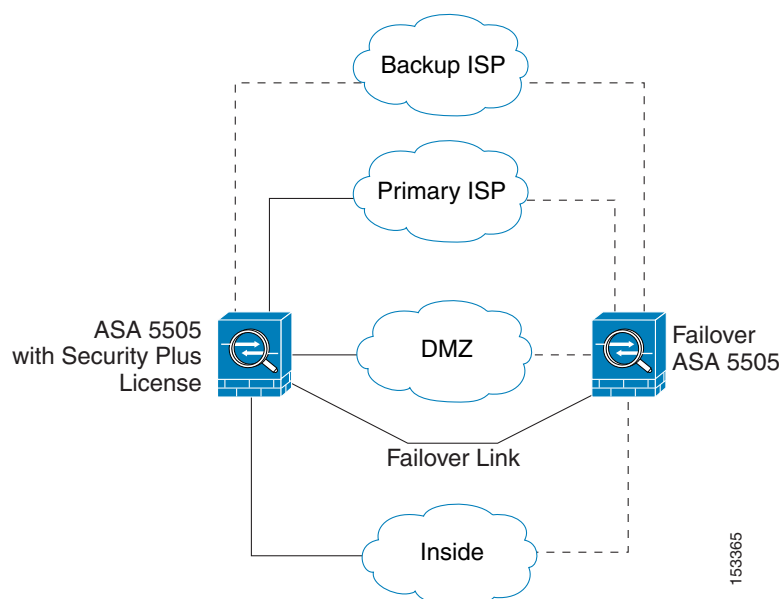 Backup ISP
Primary ISP
ASA 5505
with Security Plus
License
DMZ
Failover
ASA 5505
Failover Link
Inside
153365